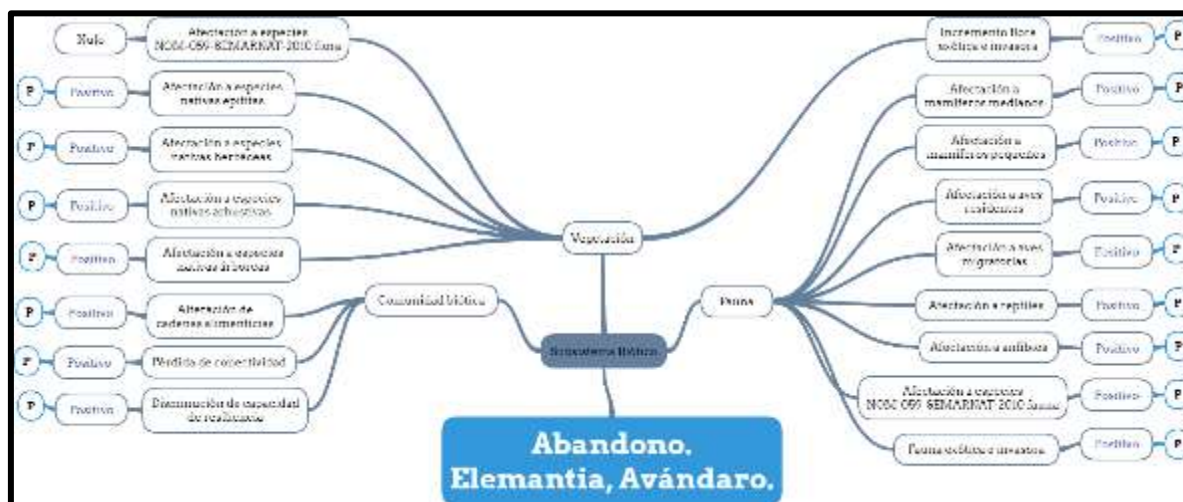 Nulo
Afectación a especies
NOM-059-SEMARNAT-2010 fauna
P
Positivo
Afectación a especies
nativas epífitas
P
Positivo
Afectación a especies
nativas herbáceas
P
Positivo
Afectación a especies
nativas arbustivas
P
Positivo
Afectación a especies
nativas árboreas
P
Positivo
Alteración de
cadenas alimenticias
P
Positivo
Pérdida de conectividad
P
Positivo
Disminución de capacidad
de resiliencia
Comunidad biótica
Vegetación
Subsistema Biótico
Fauna
Incremento flora
exótica e invasora
Positivo
P
Afectación a
mamíferos medianos
Positivo
P
Afectación a
mamíferos pequeños
Positivo
P
Afectación a aves
residentes
Positivo
P
Afectación a aves
migratorias
Positivo
P
Afectación a reptiles
Positivo
P
Afectación a anfibios
Positivo
P
Afectación a especies
NOM-059-SEMARNAT-2010 fauna
Positivo
P
Fauna exótica e invasora
Positivo
P
Abandono.
Elemantia, Avándaro.